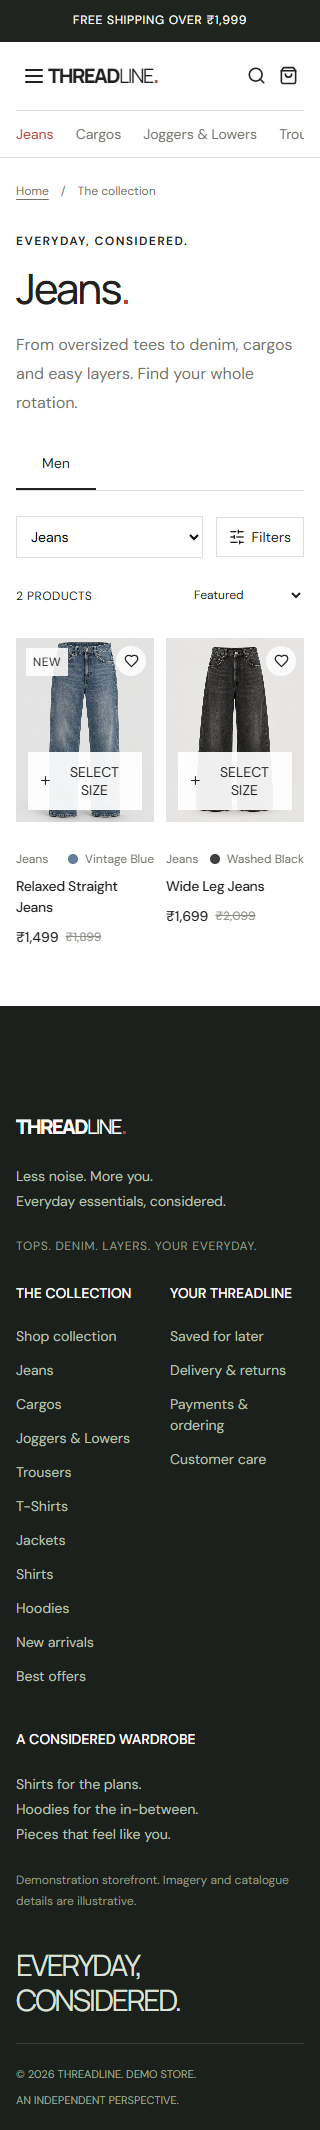 FREE SHIPPING OVER ₹1,999
THREADLINE.
Jeans Cargos Joggers & Lowers Trou
Home / The collection
EVERYDAY, CONSIDERED.
Jeans.
From oversized tees to denim, cargos
and easy layers. Find your whole
rotation.
Men
Jeans Filters
2 PRODUCTS Featured
NEW
+ SELECT SIZE
+ SELECT SIZE
Jeans Vintage Blue
Relaxed Straight
Jeans
₹1,499 ₹1,899
Jeans Washed Black
Wide Leg Jeans
₹1,699 ₹2,099
THREADLINE.
Less noise. More you.
Everyday essentials, considered.
TOPS. DENIM. LAYERS. YOUR EVERYDAY.
THE COLLECTION
Shop collection
Jeans
Cargos
Joggers & Lowers
Trousers
T-Shirts
Jackets
Shirts
Hoodies
New arrivals
Best offers
YOUR THREADLINE
Saved for later
Delivery & returns
Payments &
ordering
Customer care
A CONSIDERED WARDROBE
Shirts for the plans.
Hoodies for the in-between.
Pieces that feel like you.
Demonstration storefront. Imagery and catalogue
details are illustrative.
EVERYDAY,
CONSIDERED.
© 2026 THREADLINE. DEMO STORE.
AN INDEPENDENT PERSPECTIVE.